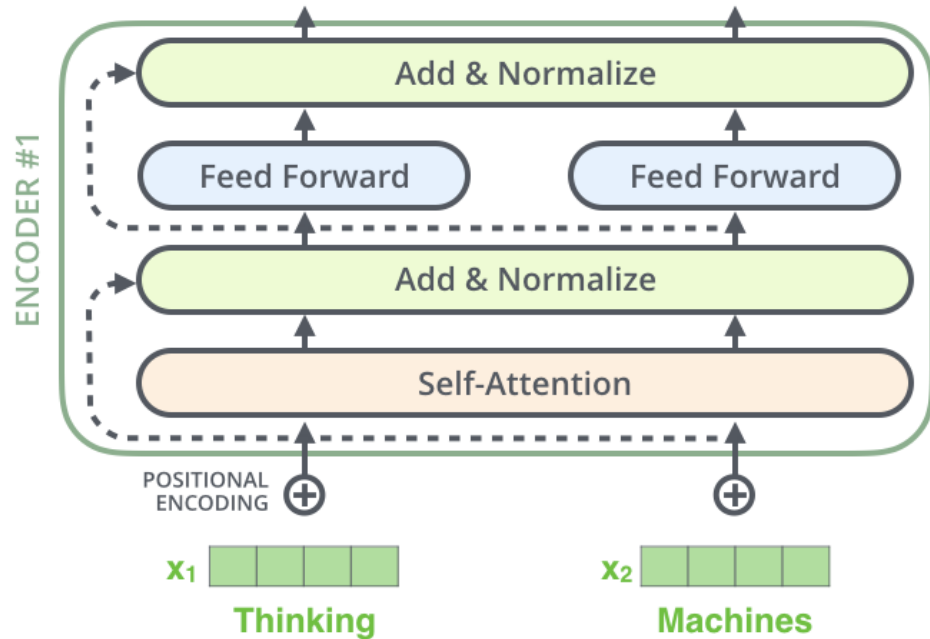 ENCODER #1
Add & Normalize
Feed Forward
Feed Forward
Add & Normalize
Self-Attention
POSITIONAL
ENCODING
x₁
x₂
Thinking
Machines